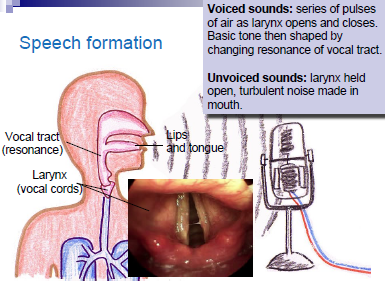 Voiced sounds: series of pulses
of air as larynx opens and closes.
Basic tone then shaped by
changing resonance of vocal tract.
Unvoiced sounds: larynx held
open, turbulent noise made in
mouth.
Speech formation
Vocal tract
(resonance)
Lips
and tongue
Larynx
(vocal cords)